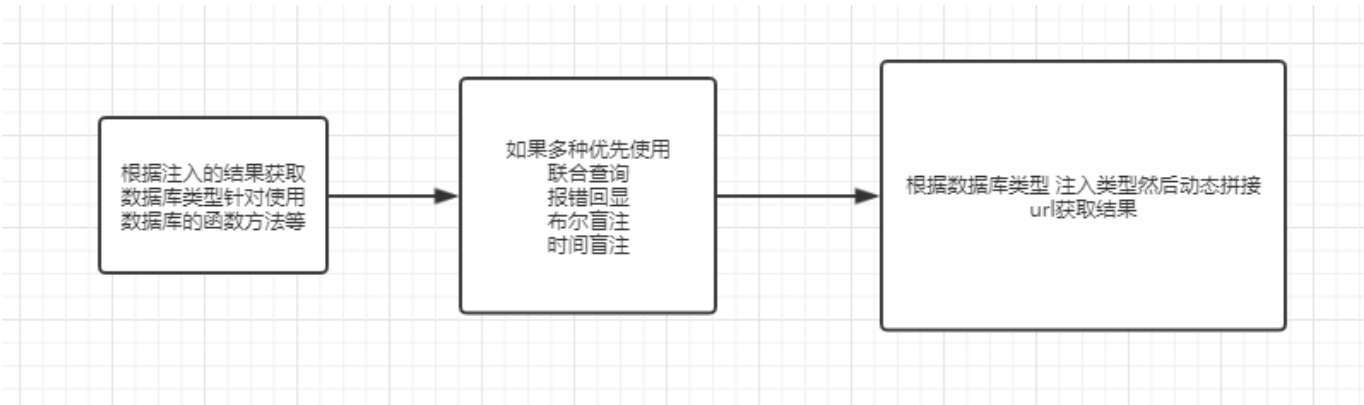 根据注入的结果获取
数据库类型针对使用
数据库的函数方法等
如果多种优先使用
联合查询
报错回显
布尔盲注
时间盲注
根据数据库类型 注入类型然后动态拼接
url获取结果